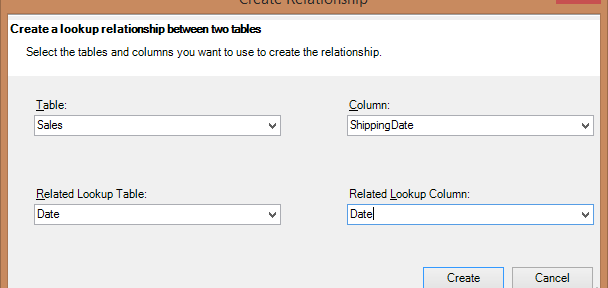 Create Relationship
Create a lookup relationship between two tables
Select the tables and columns you want to use to create the relationship.
Table: Column:
Sales ShippingDate
Related Lookup Table: Related Lookup Column:
Date Date
Create Cancel